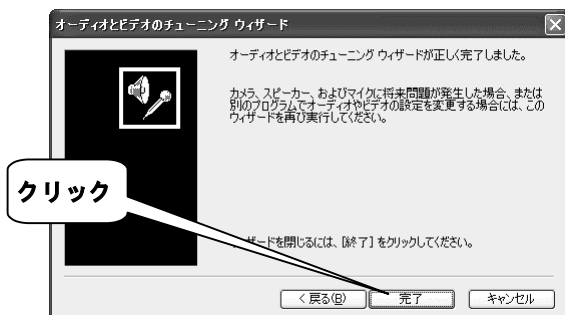 オーディオとビデオのチューニング ウィザード
オーディオとビデオのチューニング ウィザードが正しく完了しました。
カメラ、スピーカー、およびマイクに将来問題が発生した場合、または
別のプログラムでオーディオやビデオの設定を変更する場合には、この
ウィザードを再び実行してください。
クリック
ザードを閉じるには、[終了] をクリックしてください。
< 戻る(B)
完了
キャンセル